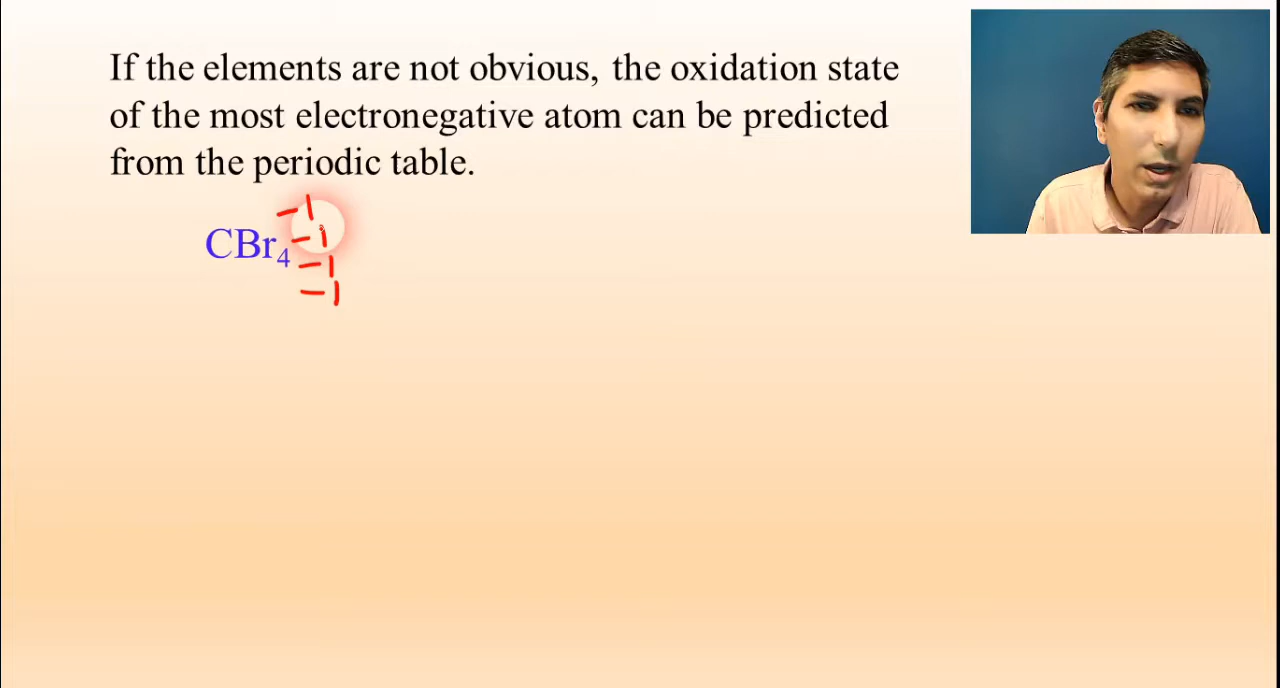 If the elements are not obvious, the oxidation state
of the most electronegative atom can be predicted
from the periodic table.
CBr₄
-1
-1
-1
-1